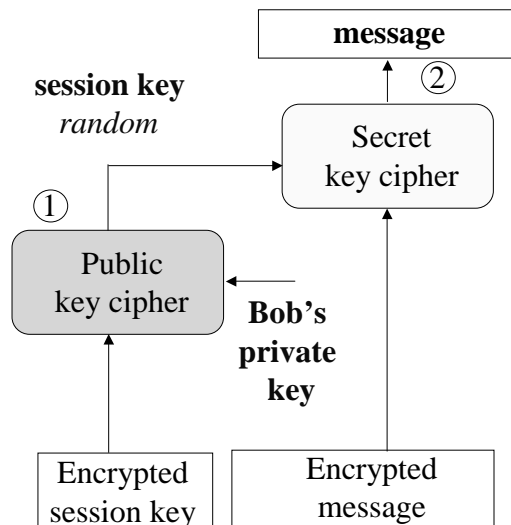 message
②
session key
random
Secret
key cipher
①
Public
key cipher
Bob's
private
key
Encrypted
session key
Encrypted
message